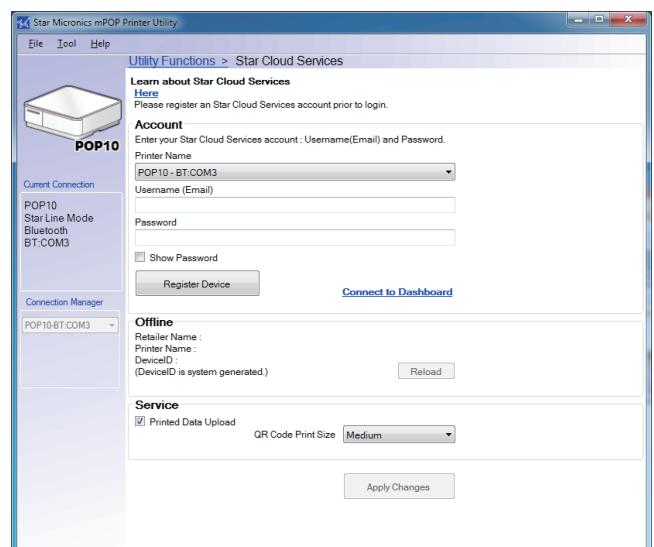 Star Micronics mPOP Printer Utility
File Tool Help
Utility Functions > Star Cloud Services
POP10
Current Connection
POP10
Star Line Mode
Bluetooth
BT:COM3
Connection Manager
POP10-BT:COM3
Learn about Star Cloud Services
Here
Please register an Star Cloud Services account prior to login.
Account
Enter your Star Cloud Services account : Username(Email) and Password.
Printer Name
POP10 - BT:COM3
Username (Email)
Password
Show Password
Register Device
Connect to Dashboard
Offline
Retailer Name :
Printer Name :
DeviceID :
(DeviceID is system generated.)
Reload
Service
Printed Data Upload
QR Code Print Size Medium
Apply Changes